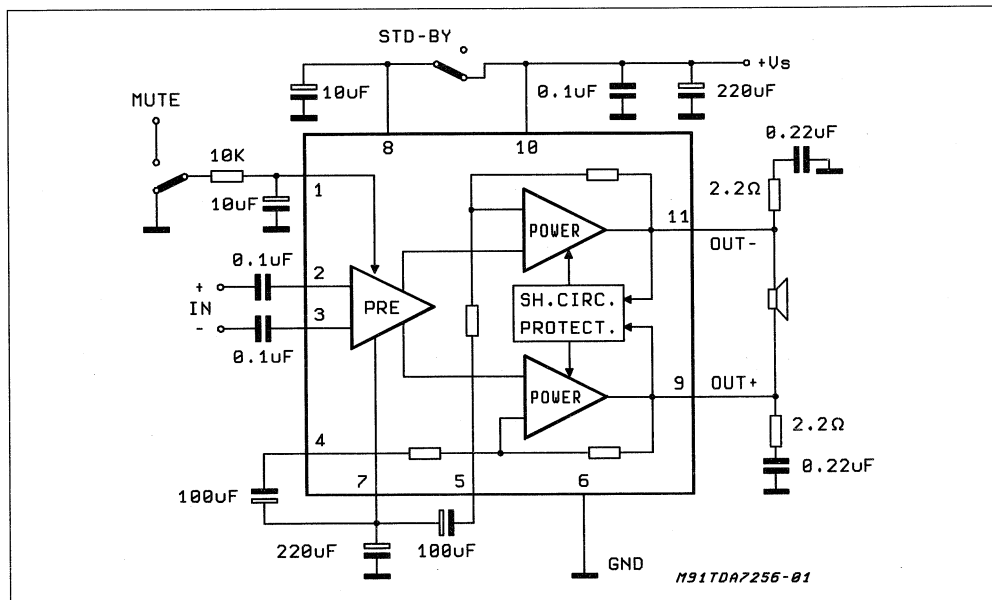 STD-BY
+Vs
10uF
0.1uF
220uF
MUTE
0.22uF
8
10
10K
2.2Ω
1
10uF
11
POWER
OUT-
0.1uF
2
+
IN
PRE
SH.CIRC.
PROTECT.
-
3
0.1uF
9
OUT+
POWER
2.2Ω
4
0.22uF
7
5
6
100uF
220uF
100uF
GND
M91TDA7256-01